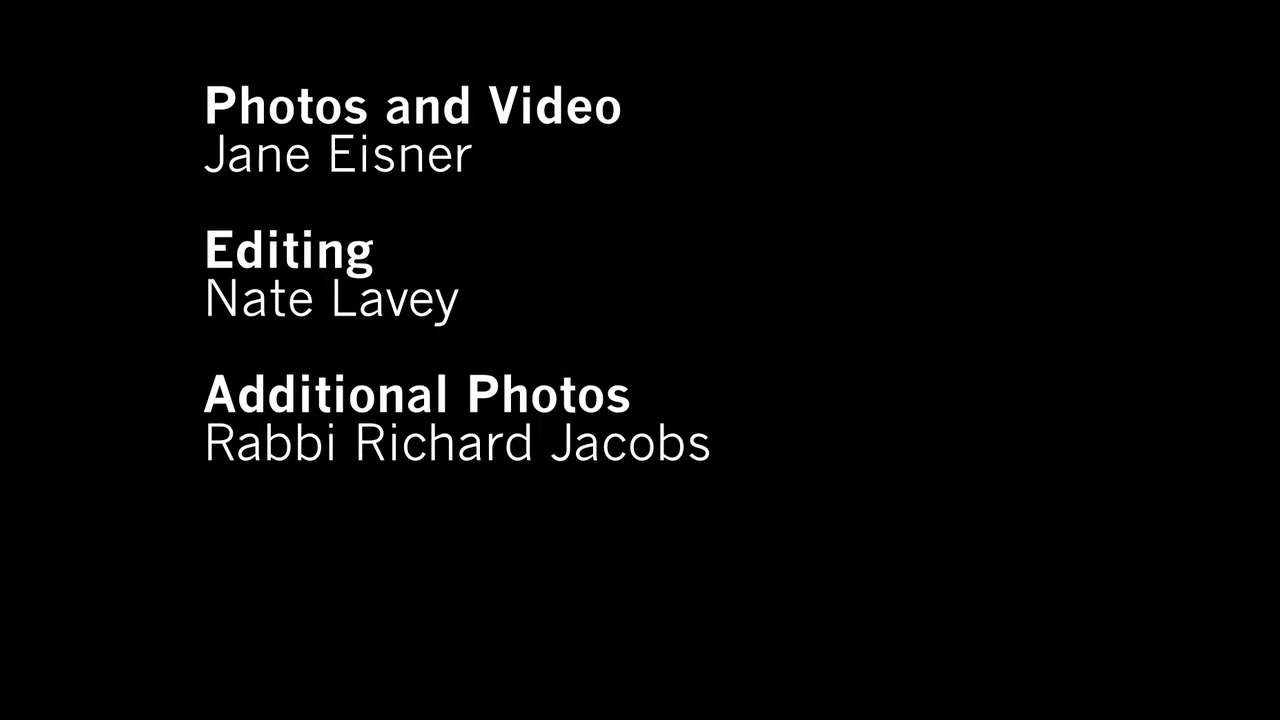 Photos and Video
Jane Eisner
Editing
Nate Lavey
Additional Photos
Rabbi Richard Jacobs